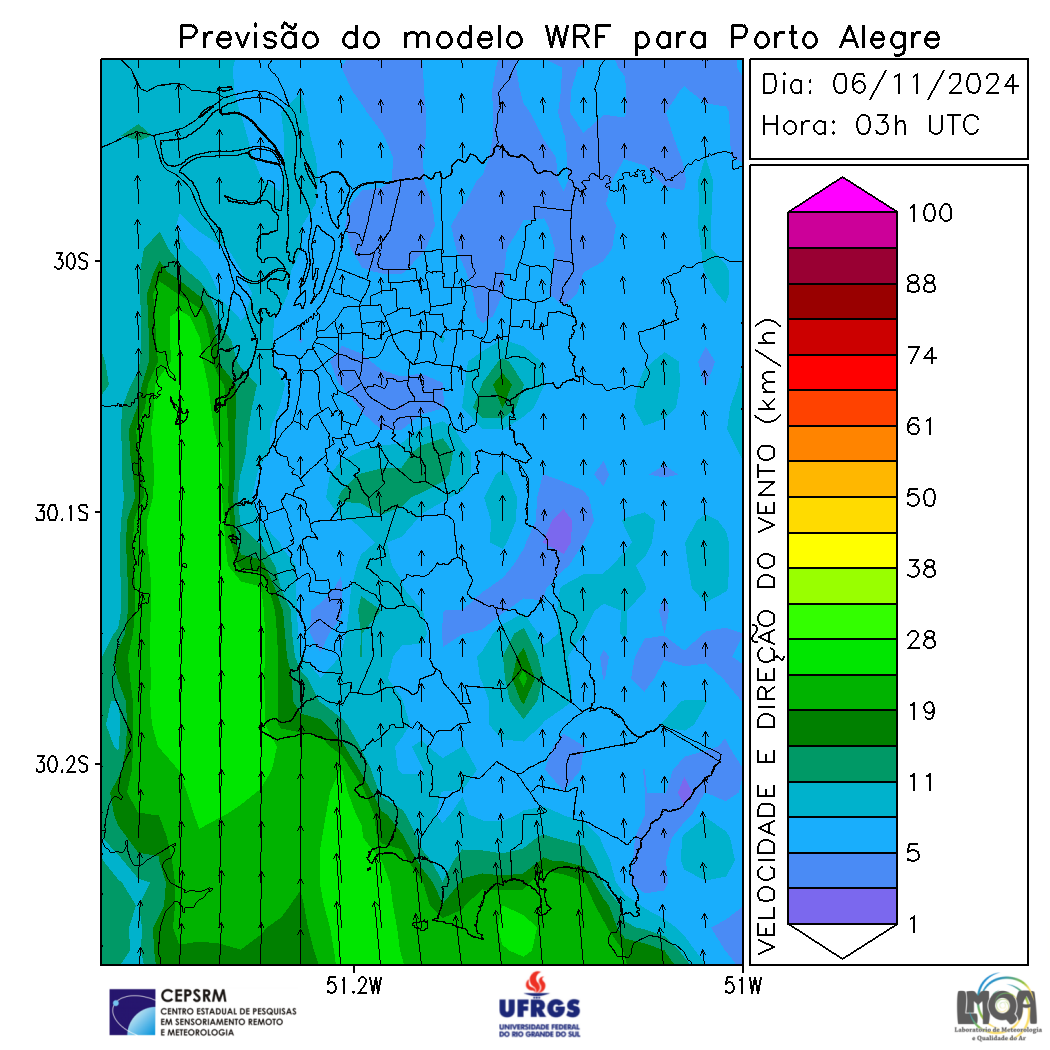 Previsão do modelo WRF para Porto Alegre
Dia: 06/11/2024
Hora: 03h UTC
30S
30.1S
30.2S
51.2W
51W
VELOCIDADE E DIREÇÃO DO VENTO (km/h)
100
88
74
61
50
38
28
19
11
5
1
CEPSRM
CENTRO ESTADUAL DE PESQUISAS
EM SENSORIAMENTO REMOTO
E METEOROLOGIA
UFRGS
UNIVERSIDADE FEDERAL
DO RIO GRANDE DO SUL
LMQA
Laboratório de Meteorologia
e Qualidade do Ar